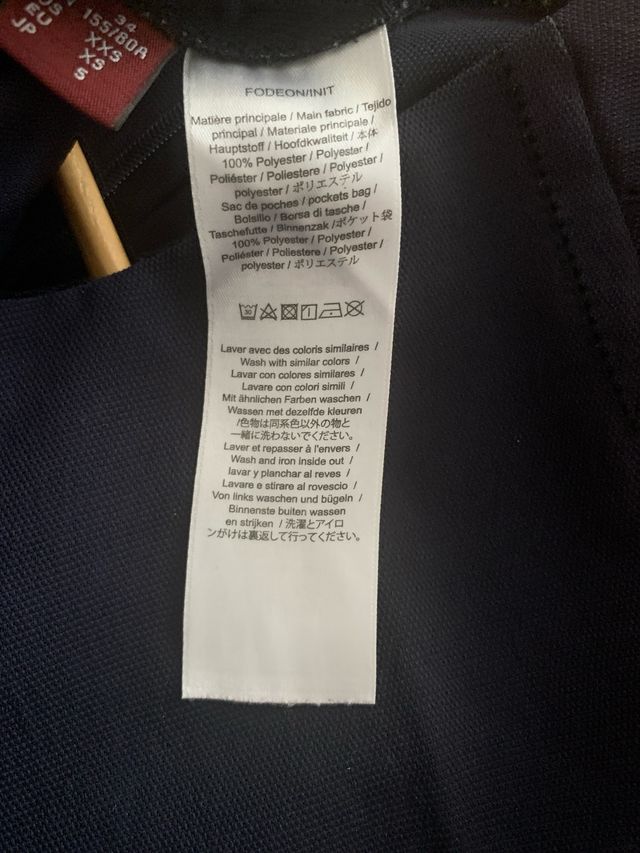 34
155/80A
US XXS
EU XS
JP S
FODEON/INIT
Matière principale / Main fabric / Tejido
principal / Materiale principale /
Hauptstoff / Hoofdkwaliteit / 本体
100% Polyester / Polyester /
Poliéster / Poliestere / Polyester /
polyester / ポリエステル
Sac de poches / pockets bag /
Bolsillo / Borsa di tasche /
Taschefutte / Binnenzak /ポケット袋
100% Polyester / Polyester /
Poliéster / Poliestere / Polyester /
polyester / ポリエステル
30
Laver avec des coloris similaires /
Wash with similar colors /
Lavar con colores similares /
Lavare con colori simili /
Mit ähnlichen Farben waschen /
Wassen met dezelfde kleuren
/色物は同系色以外の物と
一緒に洗わないでください。
Laver et repasser à l'envers /
Wash and iron inside out /
lavar y planchar al reves /
Lavare e stirare al rovescio /
Von links waschen und bügeln /
Binnenste buiten wassen
en strijken / 洗濯とアイロ
ンがけは裏返して行ってください。